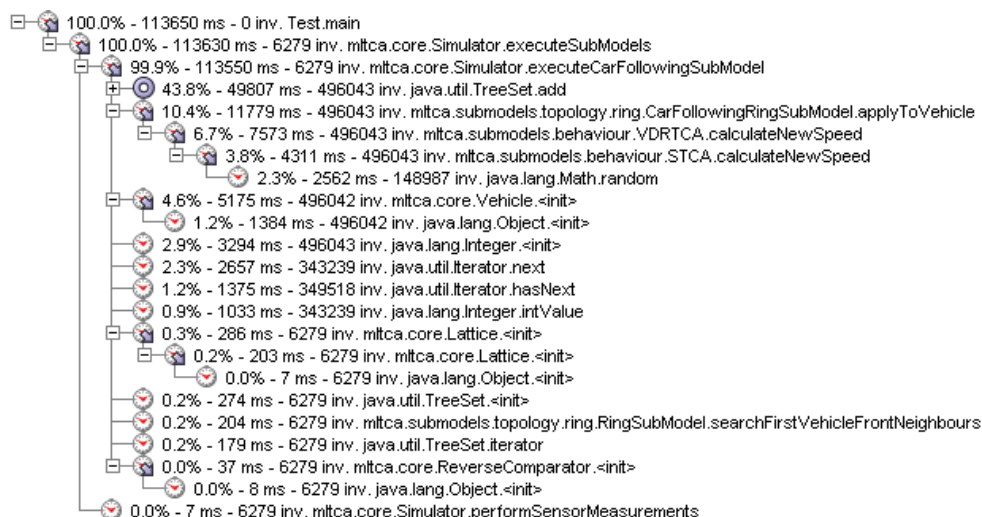 100.0% - 113650 ms - 0 inv. Test.main
100.0% - 113630 ms - 6279 inv. mltca.core.Simulator.executeSubModels
99.9% - 113550 ms - 6279 inv. mltca.core.Simulator.executeCarFollowingSubModel
43.8% - 49807 ms - 496043 inv. java.util.TreeSet.add
10.4% - 11779 ms - 496043 inv. mltca.submodels.topology.ring.CarFollowingRingSubModel.applyToVehicle
6.7% - 7573 ms - 496043 inv. mltca.submodels.behaviour.VDRTCA.calculateNewSpeed
3.8% - 4311 ms - 496043 inv. mltca.submodels.behaviour.STCA.calculateNewSpeed
2.3% - 2562 ms - 148987 inv. java.lang.Math.random
4.6% - 5175 ms - 496042 inv. mltca.core.Vehicle.<init>
1.2% - 1384 ms - 496042 inv. java.lang.Object.<init>
2.9% - 3294 ms - 496043 inv. java.lang.Integer.<init>
2.3% - 2657 ms - 343239 inv. java.util.Iterator.next
1.2% - 1375 ms - 349518 inv. java.util.Iterator.hasNext
0.9% - 1033 ms - 343239 inv. java.lang.Integer.intValue
0.3% - 286 ms - 6279 inv. mltca.core.Lattice.<init>
0.2% - 203 ms - 6279 inv. mltca.core.Lattice.<init>
0.0% - 7 ms - 6279 inv. java.lang.Object.<init>
0.2% - 274 ms - 6279 inv. java.util.TreeSet.<init>
0.2% - 204 ms - 6279 inv. mltca.submodels.topology.ring.RingSubModel.searchFirstVehicleFrontNeighbours
0.2% - 179 ms - 6279 inv. java.util.TreeSet.iterator
0.0% - 37 ms - 6279 inv. mltca.core.ReverseComparator.<init>
0.0% - 8 ms - 6279 inv. java.lang.Object.<init>
0.0% - 7 ms - 6279 inv. mltca.core.Simulator.performSensorMeasurements